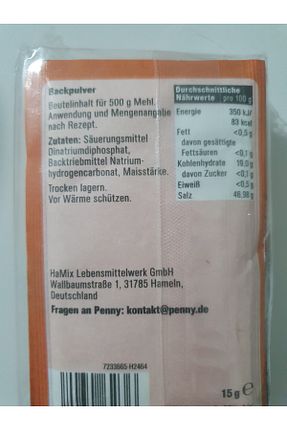 Backpulver
Beutelinhalt für 500 g Mehl.
Anwendung und Mengenangabe
nach Rezept.
Zutaten: Säuerungsmittel
Dinatriumdiphosphat,
Backtriebmittel Natrium-
hydrogencarbonat, Maisstärke.
Trocken lagern.
Vor Wärme schützen.
Durchschnittliche
Nährwerte pro 100 g
Energie 350 kJ/
83 kcal
Fett <0,5 g
davon gesättigte
Fettsäuren <0,1 g
Kohlenhydrate 19,0 g
davon Zucker <0,1 g
Eiweiß <0,5 g
Salz 46,98 g
HaMix Lebensmittelwerk GmbH
Wallbaumstraße 1, 31785 Hameln,
Deutschland
Fragen an Penny: kontakt@penny.de
7233665-H2464
15 g e